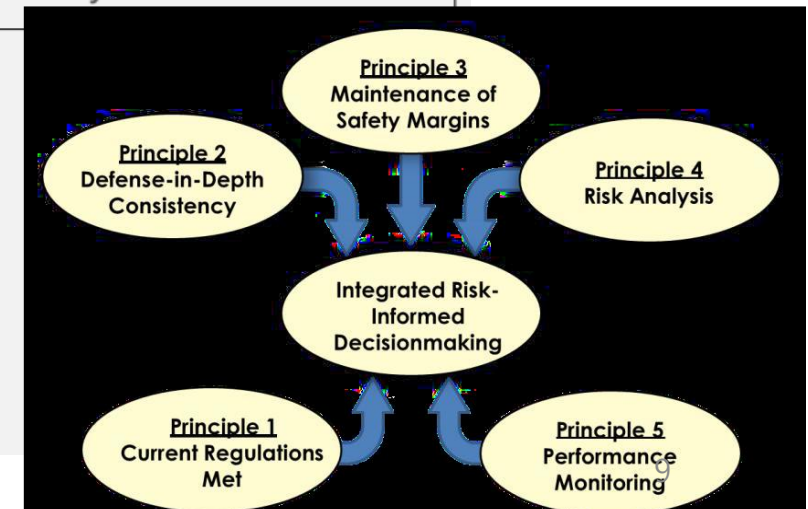 Principle 3
Maintenance of
Safety Margins
Principle 2
Defense-in-Depth
Consistency
Principle 4
Risk Analysis
Integrated Risk-
Informed
Decisionmaking
Principle 1
Current Regulations
Met
Principle 5
Performance
Monitoring
9